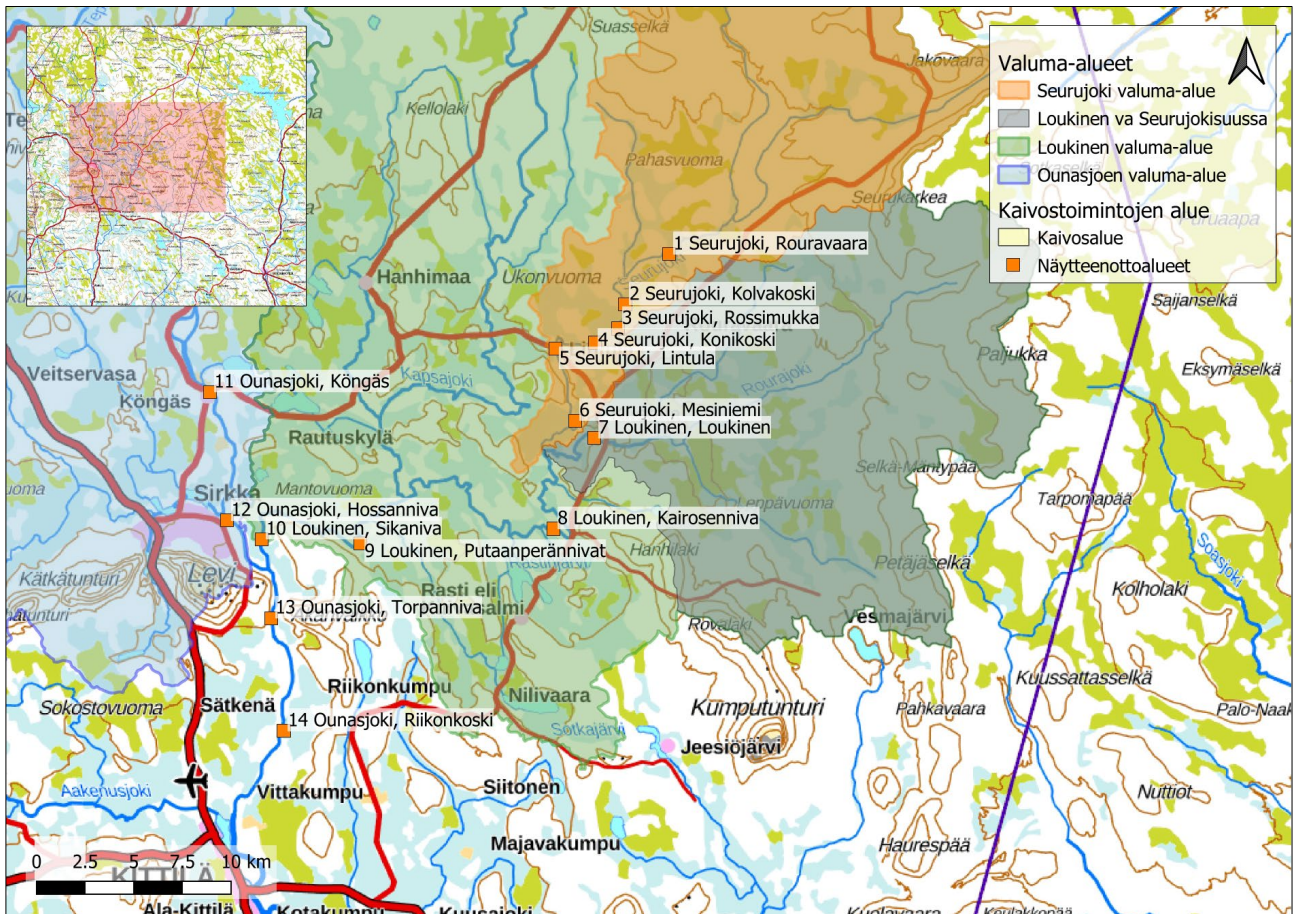 Suasselkä
Jakovaara
Kellolaki
Pahasvuoma
Seurukarkea
Valuma-alueet
Seurujoki valuma-alue
Loukinen va Seurujokisuussa
Loukinen valuma-alue
Ounasjoen valuma-alue
Kaivostoimintojen alue
Kaivosalue
Näytteenottoalueet
1 Seurujoki, Rouravaara
Hanhimaa
Ukonvuoma
2 Seurujoki, Kolvakoski
3 Seurujoki, Rossimukka
4 Seurujoki, Konikoski
5 Seurujoki, Lintula
Saijanselkä
Paljukka
Eksymäselkä
Veitservasa
Köngäs
11 Ounasjoki, Köngäs
Kapsajoki
Rourajoki
6 Seurujoki, Mesiniemi
7 Loukinen, Loukinen
Rautuskylä
Selkä-Mäntypää
Sirkka
Mantovuoma
Leppävuoma
Tarpomapää
12 Ounasjoki, Hossanniva
10 Loukinen, Sikaniva
9 Loukinen, Putaanperännivat
8 Loukinen, Kairosenniva
Hanhilaki
Petäjäselkä
Soasjoki
Kätkätunturi
Levi
Rasti eli
Kolholaki
13 Ounasjoki, Torpanniva
Rovalaki
Vesmajärvi
Kuussattasselkä
Riikonkumpu
Nilivaara
Sokostovuoma
Sätkenä
14 Ounasjoki, Riikonkoski
Sotkajärvi
Kumputunturi
Pahkavaara
Palo-Naak
Jeesiöjärvi
Aakenusjoki
Vittakumpu
Siitonen
Nuttiot
Majavakumpu
Haurespää
0 2.5 5 7.5 10 km
KITTILÄ
Ala-Kittilä
Kotakumpu
Kuusajoki
Kuolavaara